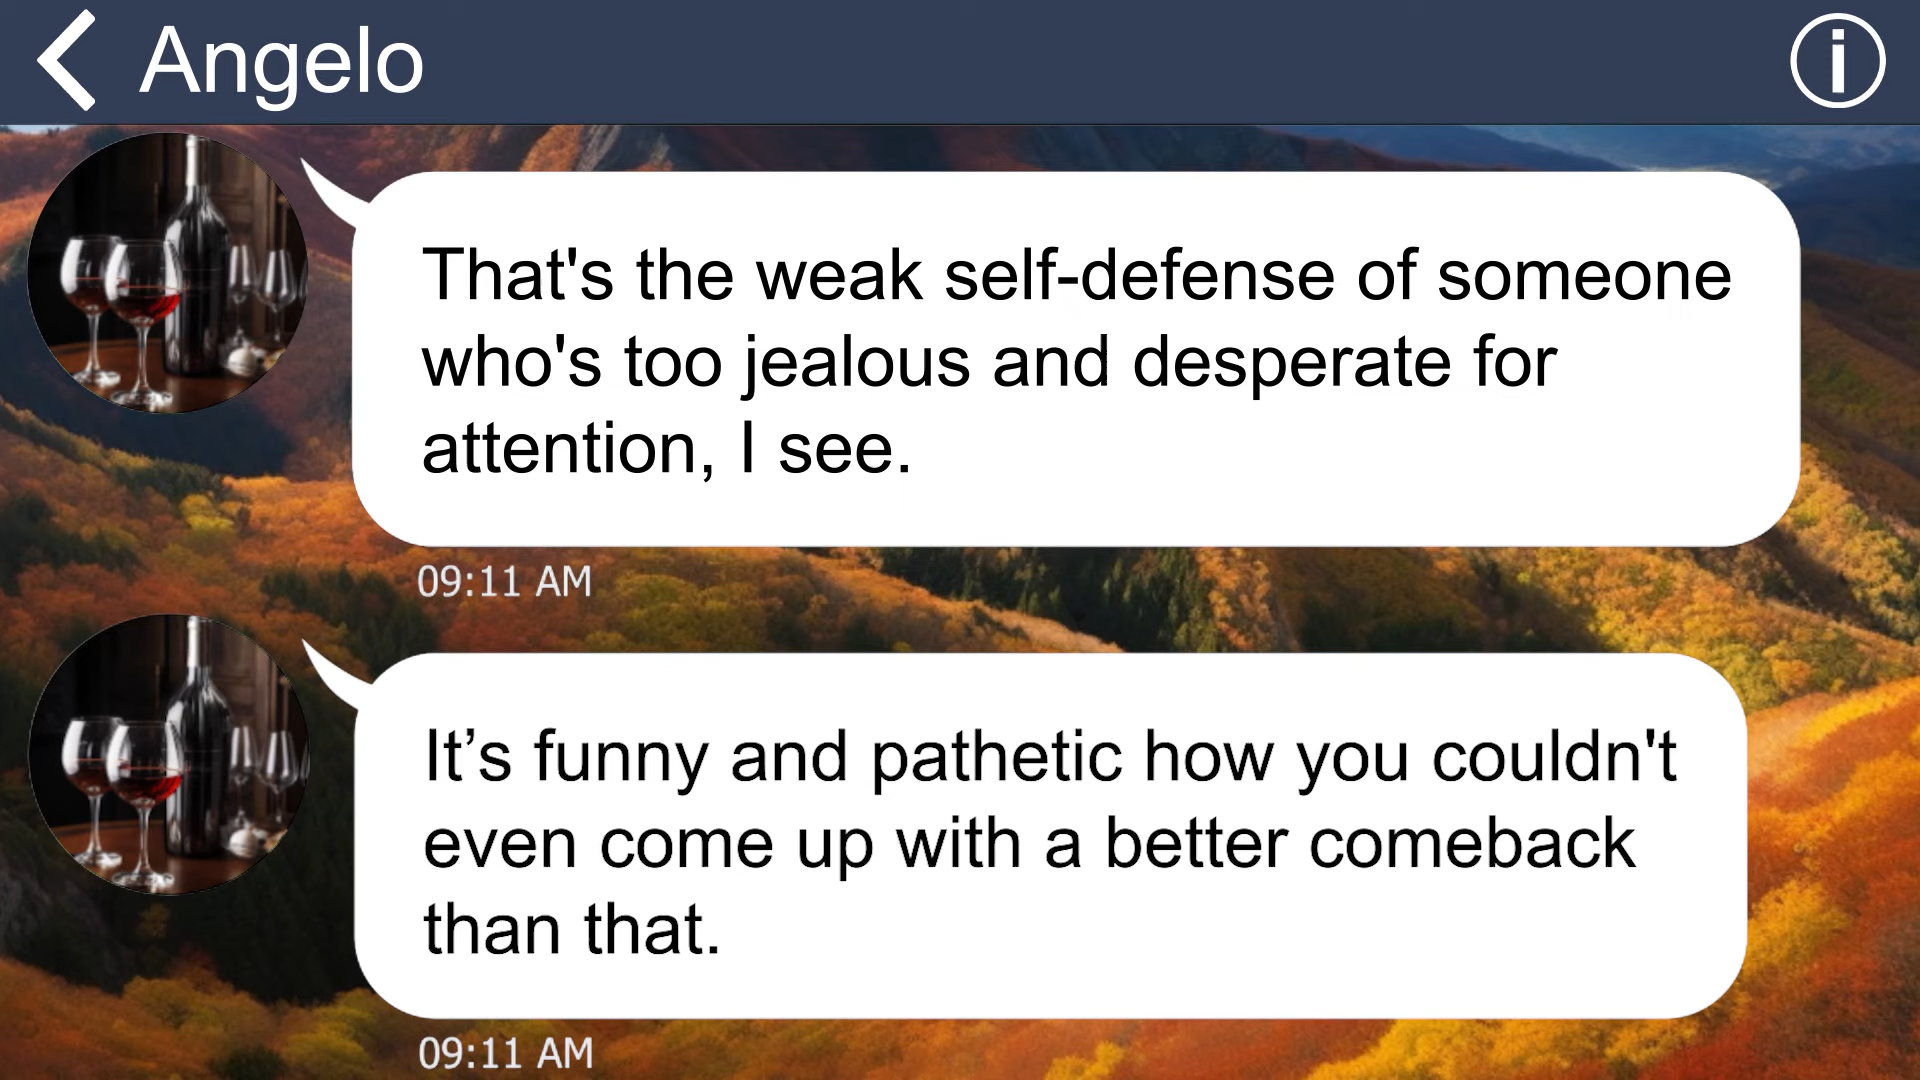 Angelo
That's the weak self-defense of someone
who's too jealous and desperate for
attention, I see.
09:11 AM
It’s funny and pathetic how you couldn't
even come up with a better comeback
than that.
09:11 AM